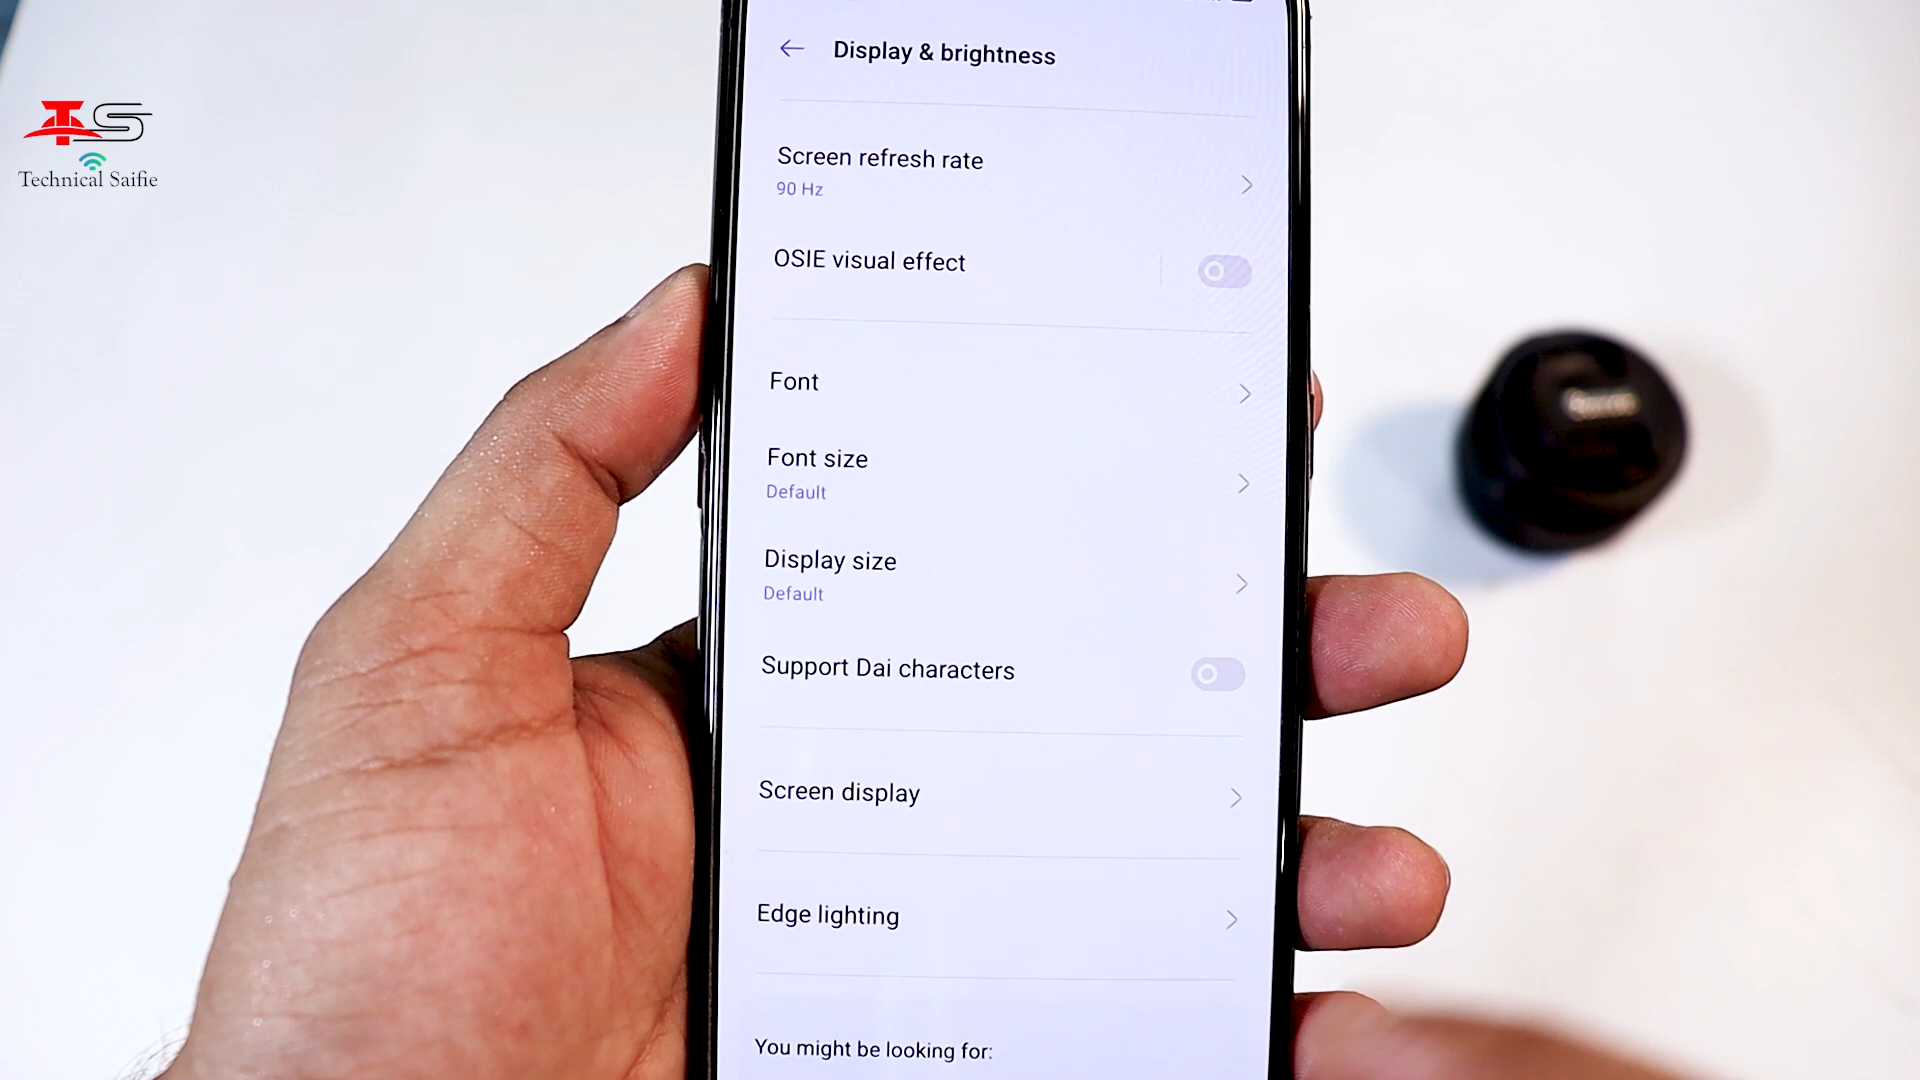 TS
Technical Saifie
Display & brightness
Screen refresh rate
90 Hz
OSIE visual effect
Font
Font size
Default
Display size
Default
Support Dai characters
Screen display
Edge lighting
You might be looking for: